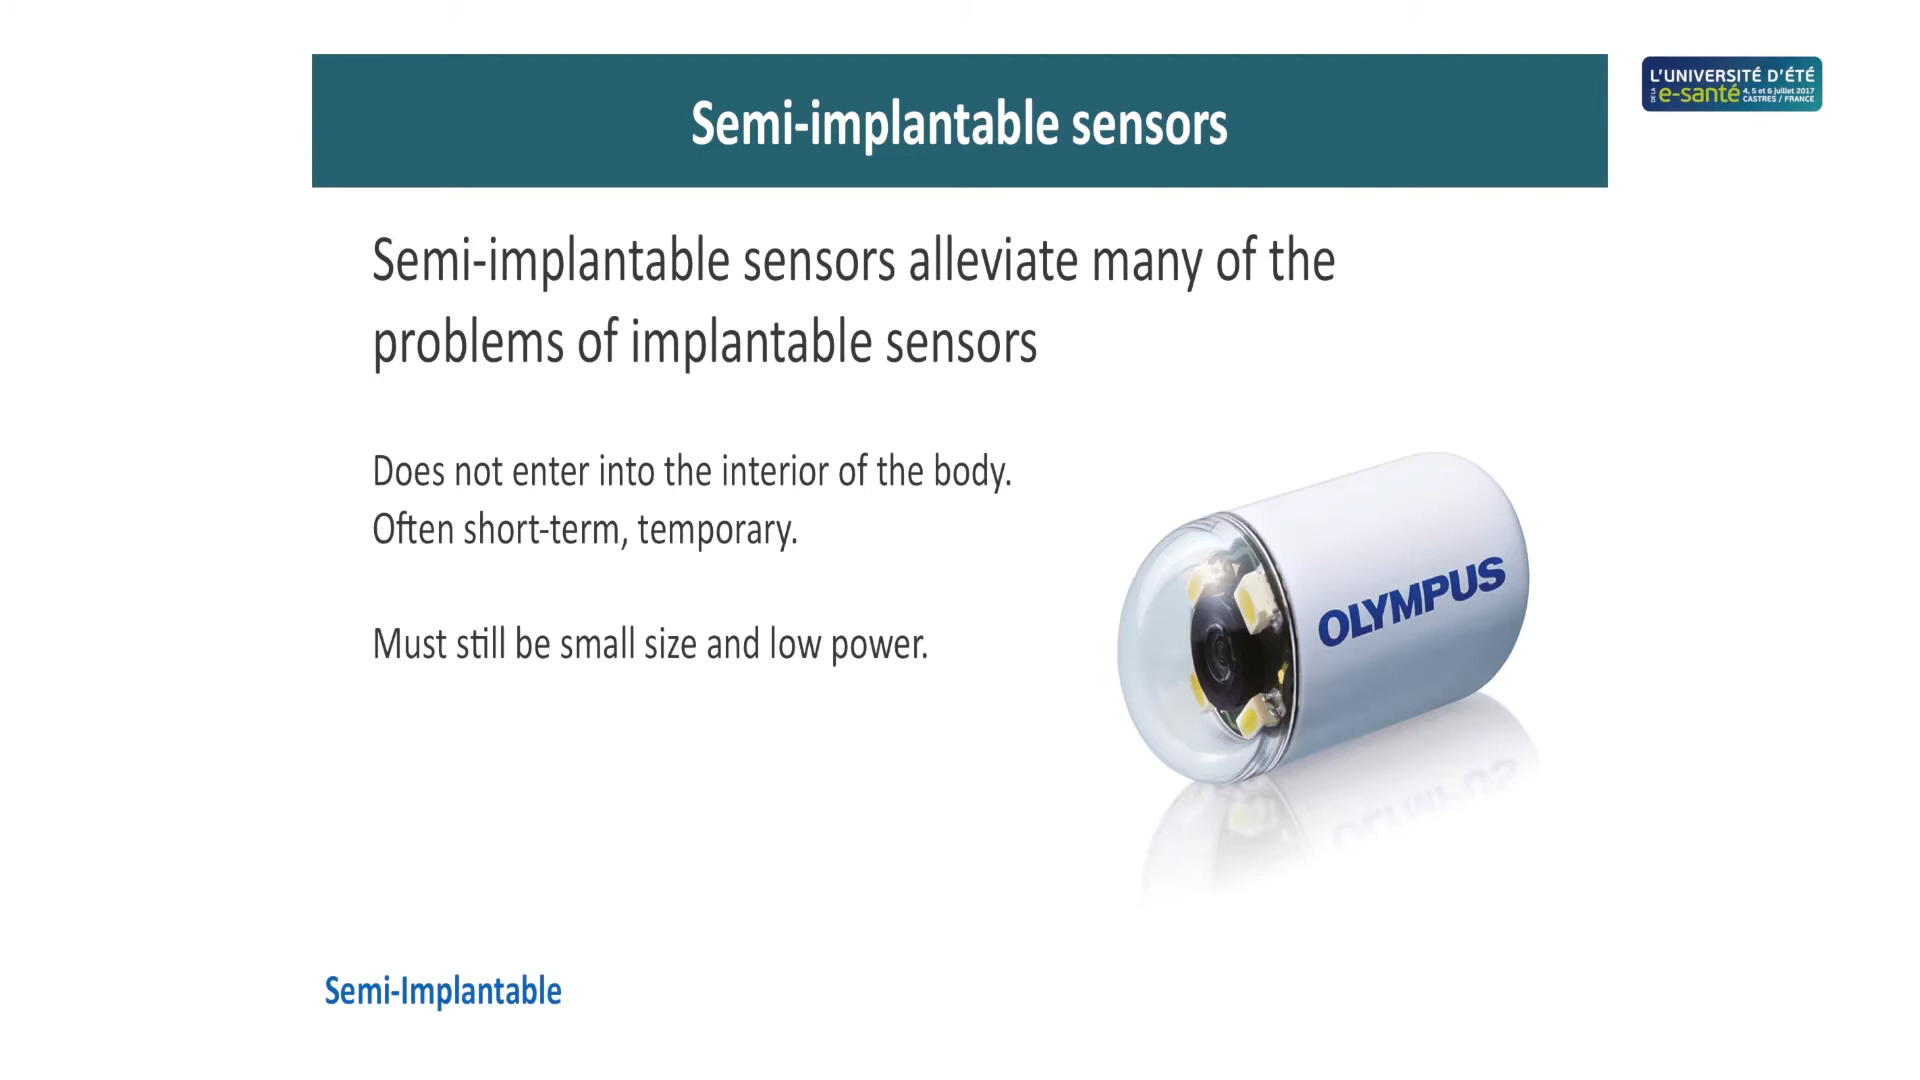 Semi-implantable sensors
L'UNIVERSITÉ D'ÉTÉ
DE LA e-santé 4, 5 et 6 juillet 2017
CASTRES / FRANCE
Semi-implantable sensors alleviate many of the
problems of implantable sensors
Does not enter into the interior of the body.
Often short-term, temporary.
Must still be small size and low power.
OLYMPUS
Semi-Implantable